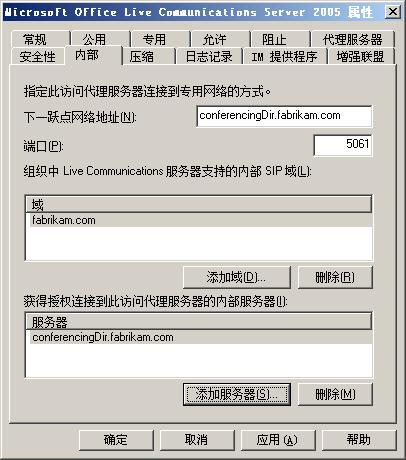 Microsoft Office Live Communications Server 2005 属性
常规 公用 专用 允许 阻止 代理服务器
安全性 内部 压缩 日志记录 IM 提供程序 增强联盟
指定此访问代理服务器连接到专用网络的方式。
下一跃点网络地址(N): conferencingDir.fabrikam.com
端口(P): 5061
组织中 Live Communications 服务器支持的内部 SIP 域(L):
域
fabrikam.com
添加域(D)... 删除(R)
获得授权连接到此访问代理服务器的内部服务器(I):
服务器
conferencingDir.fabrikam.com
添加服务器(S)... 删除(M)
确定 取消 应用(A) 帮助